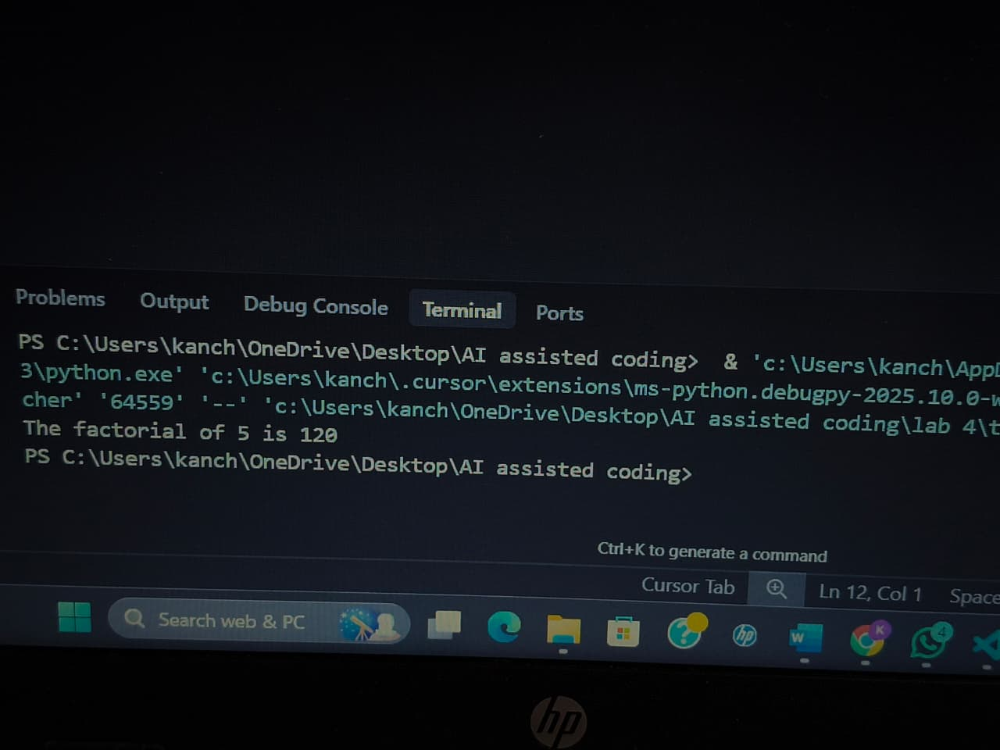 Problems Output Debug Console Terminal Ports
PS C:\Users\kanch\OneDrive\Desktop\AI assisted coding>  & 'c:\Users\kanch\AppD
3\python.exe' 'c:\Users\kanch\.cursor\extensions\ms-python.debugpy-2025.10.0-w
cher' '64559' '--' 'c:\Users\kanch\OneDrive\Desktop\AI assisted coding\lab 4\t
The factorial of 5 is 120
PS C:\Users\kanch\OneDrive\Desktop\AI assisted coding>
Ctrl+K to generate a command
Cursor Tab Ln 12, Col 1 Space
Search web & PC
hp
W
K
4
hp